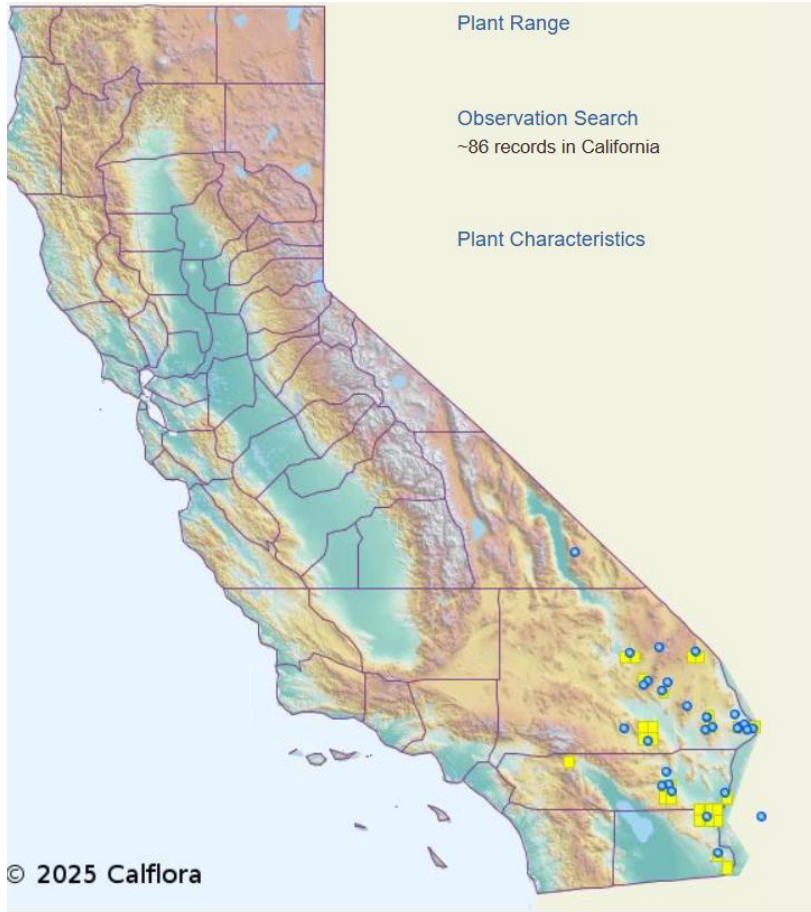 Plant Range
Observation Search
~86 records in California
Plant Characteristics
© 2025 Calflora